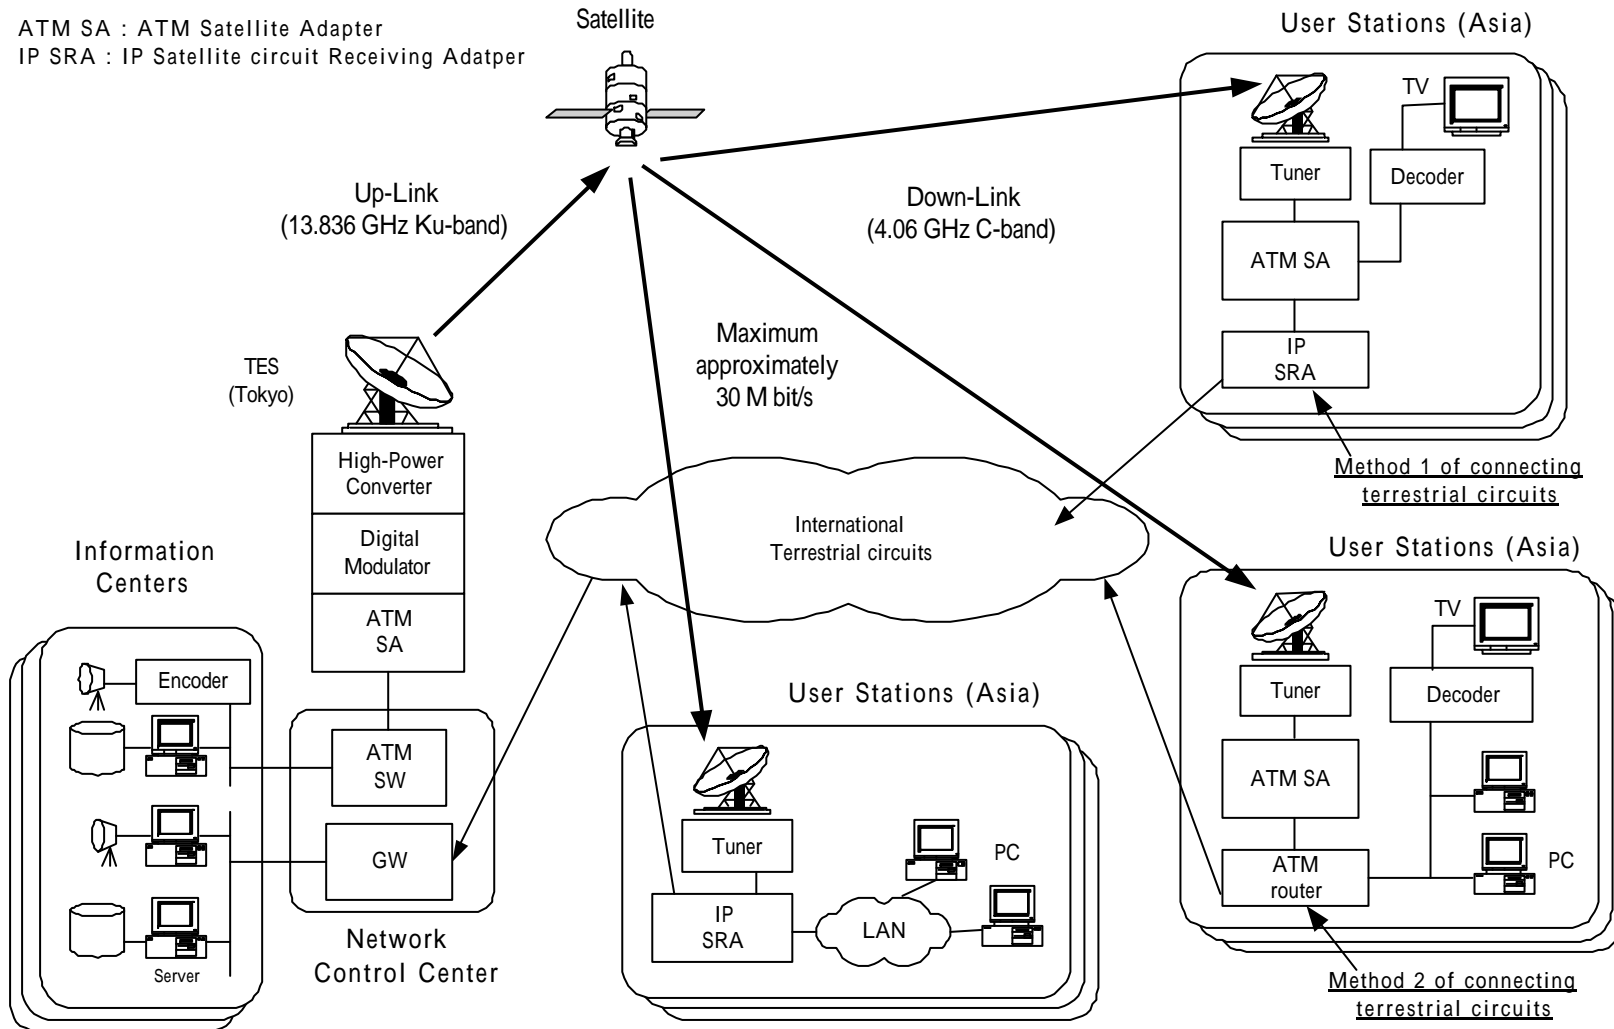 ATM SA : ATM Satellite Adapter
IP SRA : IP Satellite circuit Receiving Adatper
Satellite
User Stations (Asia)
TV
Tuner
Decoder
ATM SA
IP
SRA
Method 1 of connecting
terrestrial circuits
Up-Link
(13.836 GHz Ku-band)
Down-Link
(4.06 GHz C-band)
Maximum
approximately
30 M bit/s
TES
(Tokyo)
High-Power
Converter
Digital
Modulator
ATM
SA
International
Terrestrial circuits
Information
Centers
Encoder
Server
ATM
SW
GW
Network
Control Center
User Stations (Asia)
Tuner
IP
SRA
LAN
PC
User Stations (Asia)
TV
Tuner
Decoder
ATM SA
ATM
router
PC
Method 2 of connecting
terrestrial circuits